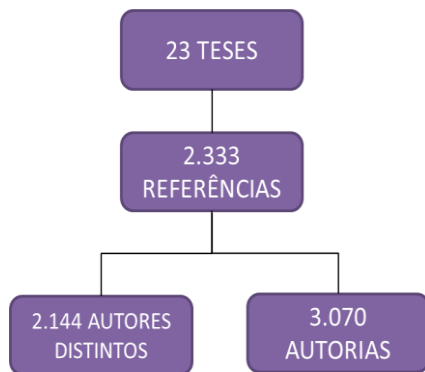 23 TESES
2.333
REFERÊNCIAS
2.144 AUTORES
DISTINTOS
3.070
AUTORIAS